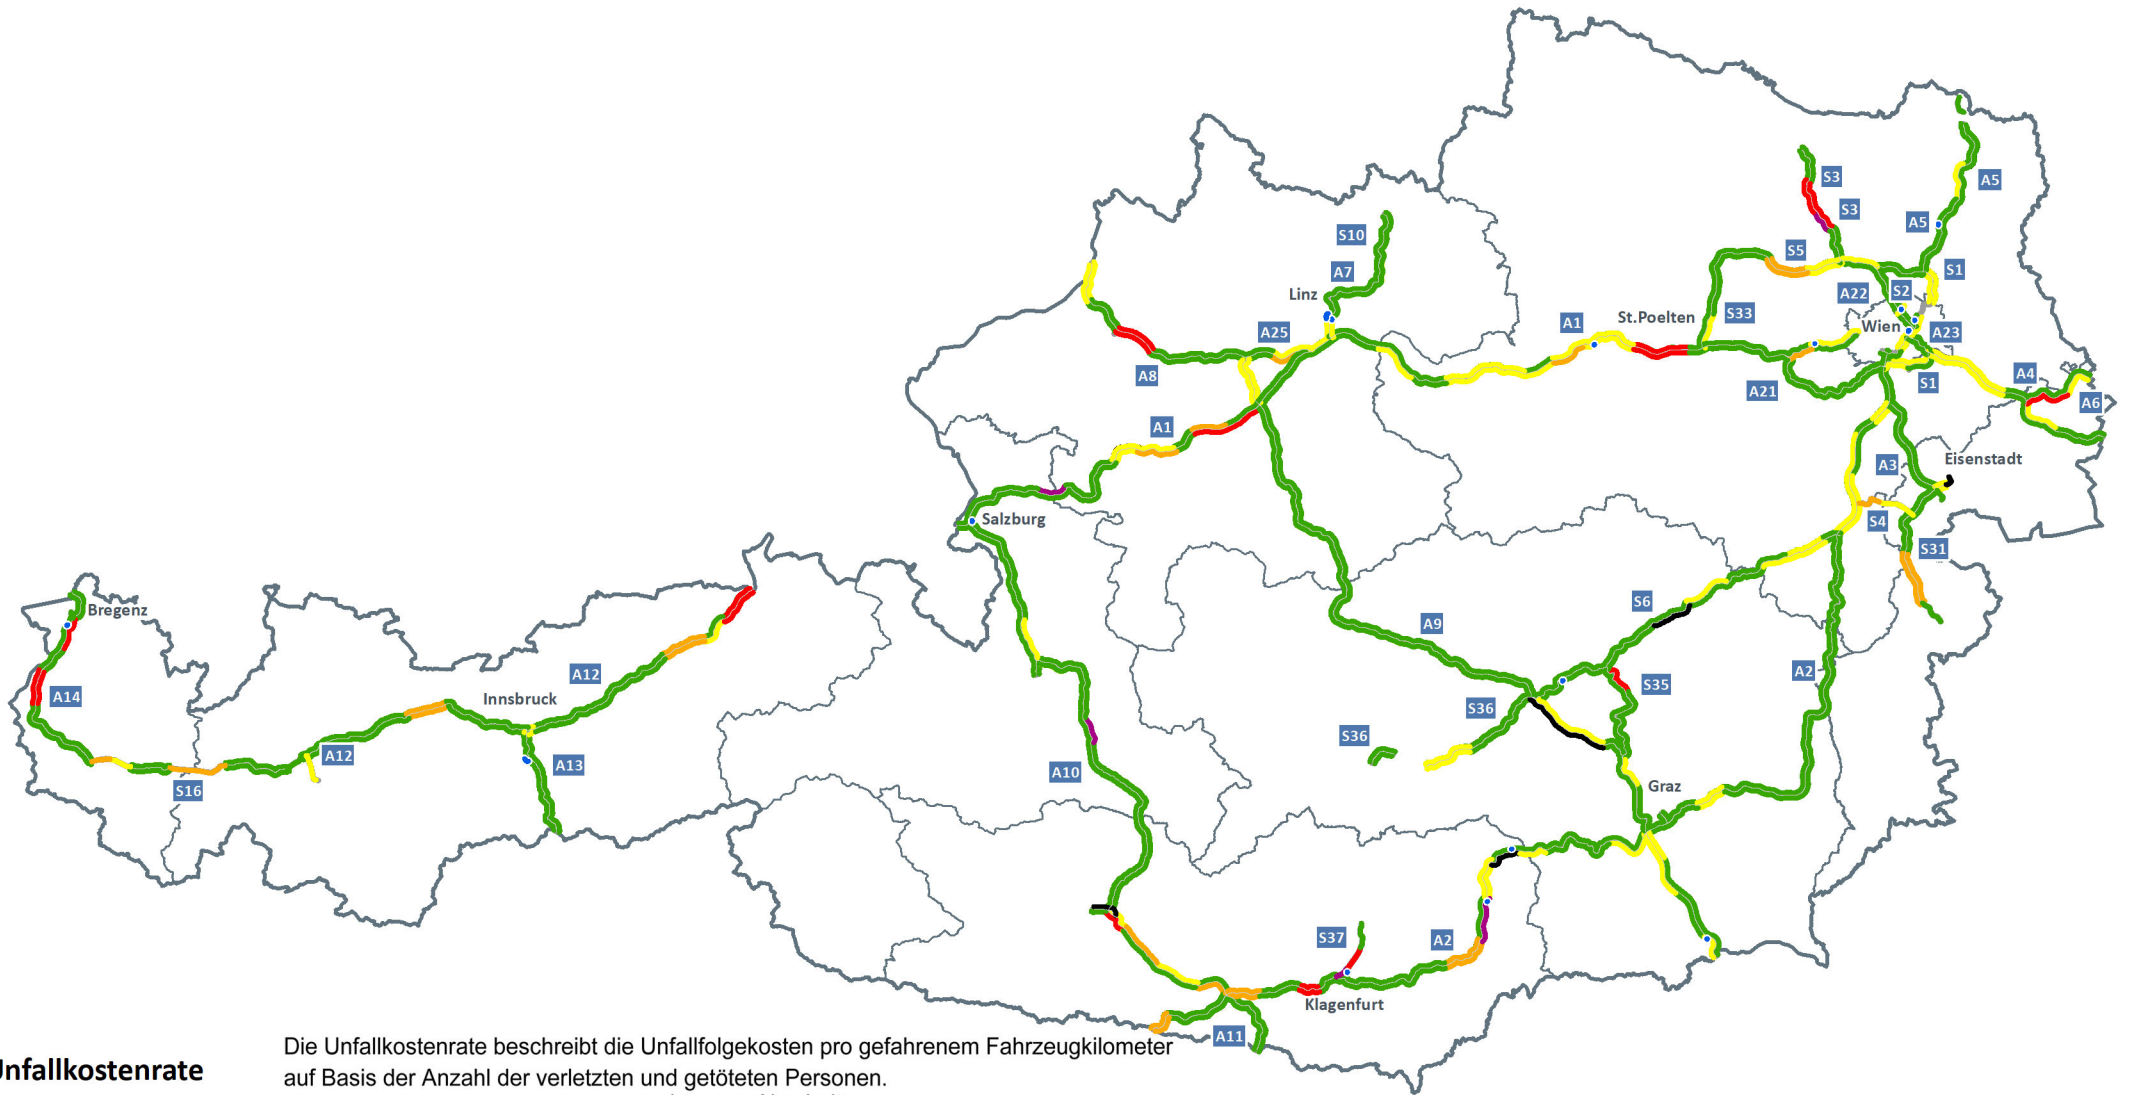 S3
S3
A5
A5
S10
S5
S1
A7
Linz
A22
S2
Wien
A23
St.Poelten
S33
A1
A25
A8
A21
S1
A4
A6
A1
A3
Eisenstadt
Salzburg
S4
S31
Bregenz
S6
A9
A12
A14
Innsbruck
S35
A2
S36
S36
A12
A13
A10
S16
Graz
S37
A2
Klagenfurt
A11
Unfallkostenrate
Die Unfallkostenrate beschreibt die Unfallfolgekosten pro gefahrenem Fahrzeugkilometer
auf Basis der Anzahl der verletzten und getöteten Personen.